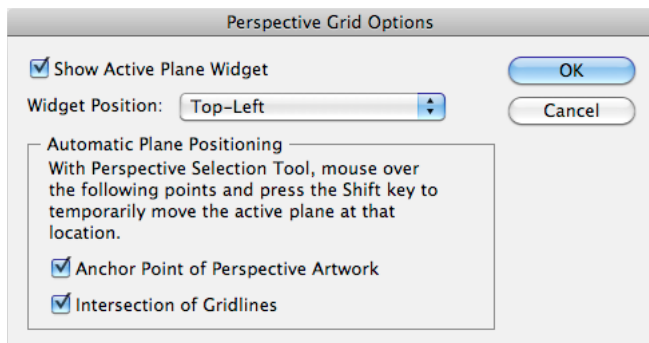 Perspective Grid Options
Show Active Plane Widget
OK
Widget Position: Top-Left
Cancel
Automatic Plane Positioning
With Perspective Selection Tool, mouse over
the following points and press the Shift key to
temporarily move the active plane at that
location.
Anchor Point of Perspective Artwork
Intersection of Gridlines